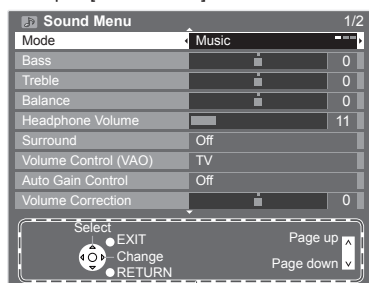 Sound Menu 1/2
Mode Music
Bass 0
Treble 0
Balance 0
Headphone Volume 11
Surround Off
Volume Control (VAO) TV
Auto Gain Control Off
Volume Correction 0
Select
EXIT
Change
RETURN
Page up
Page down